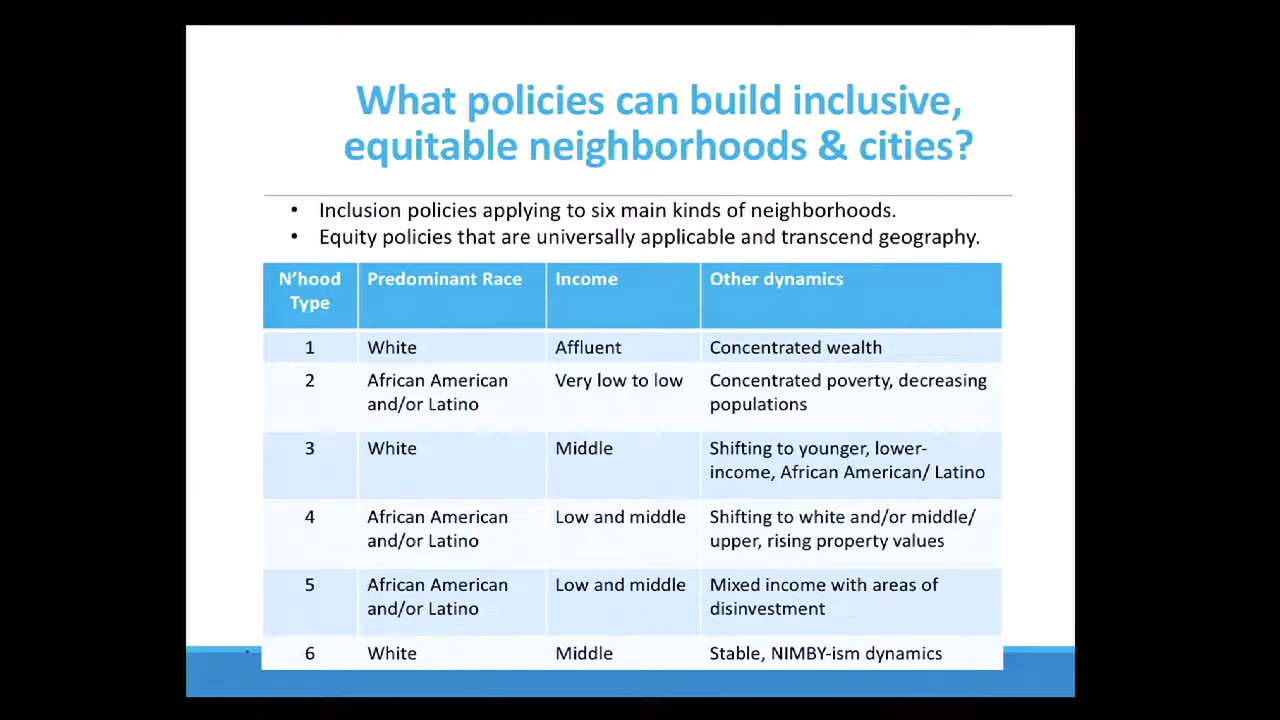 What policies can build inclusive,
equitable neighborhoods & cities?
• Inclusion policies applying to six main kinds of neighborhoods.
• Equity policies that are universally applicable and transcend geography.
N'hood Type Predominant Race Income Other dynamics
1 White Affluent Concentrated wealth
2 African American and/or Latino Very low to low Concentrated poverty, decreasing populations
3 White Middle Shifting to younger, lower-income, African American/ Latino
4 African American and/or Latino Low and middle Shifting to white and/or middle/ upper, rising property values
5 African American and/or Latino Low and middle Mixed income with areas of disinvestment
6 White Middle Stable, NIMBY-ism dynamics